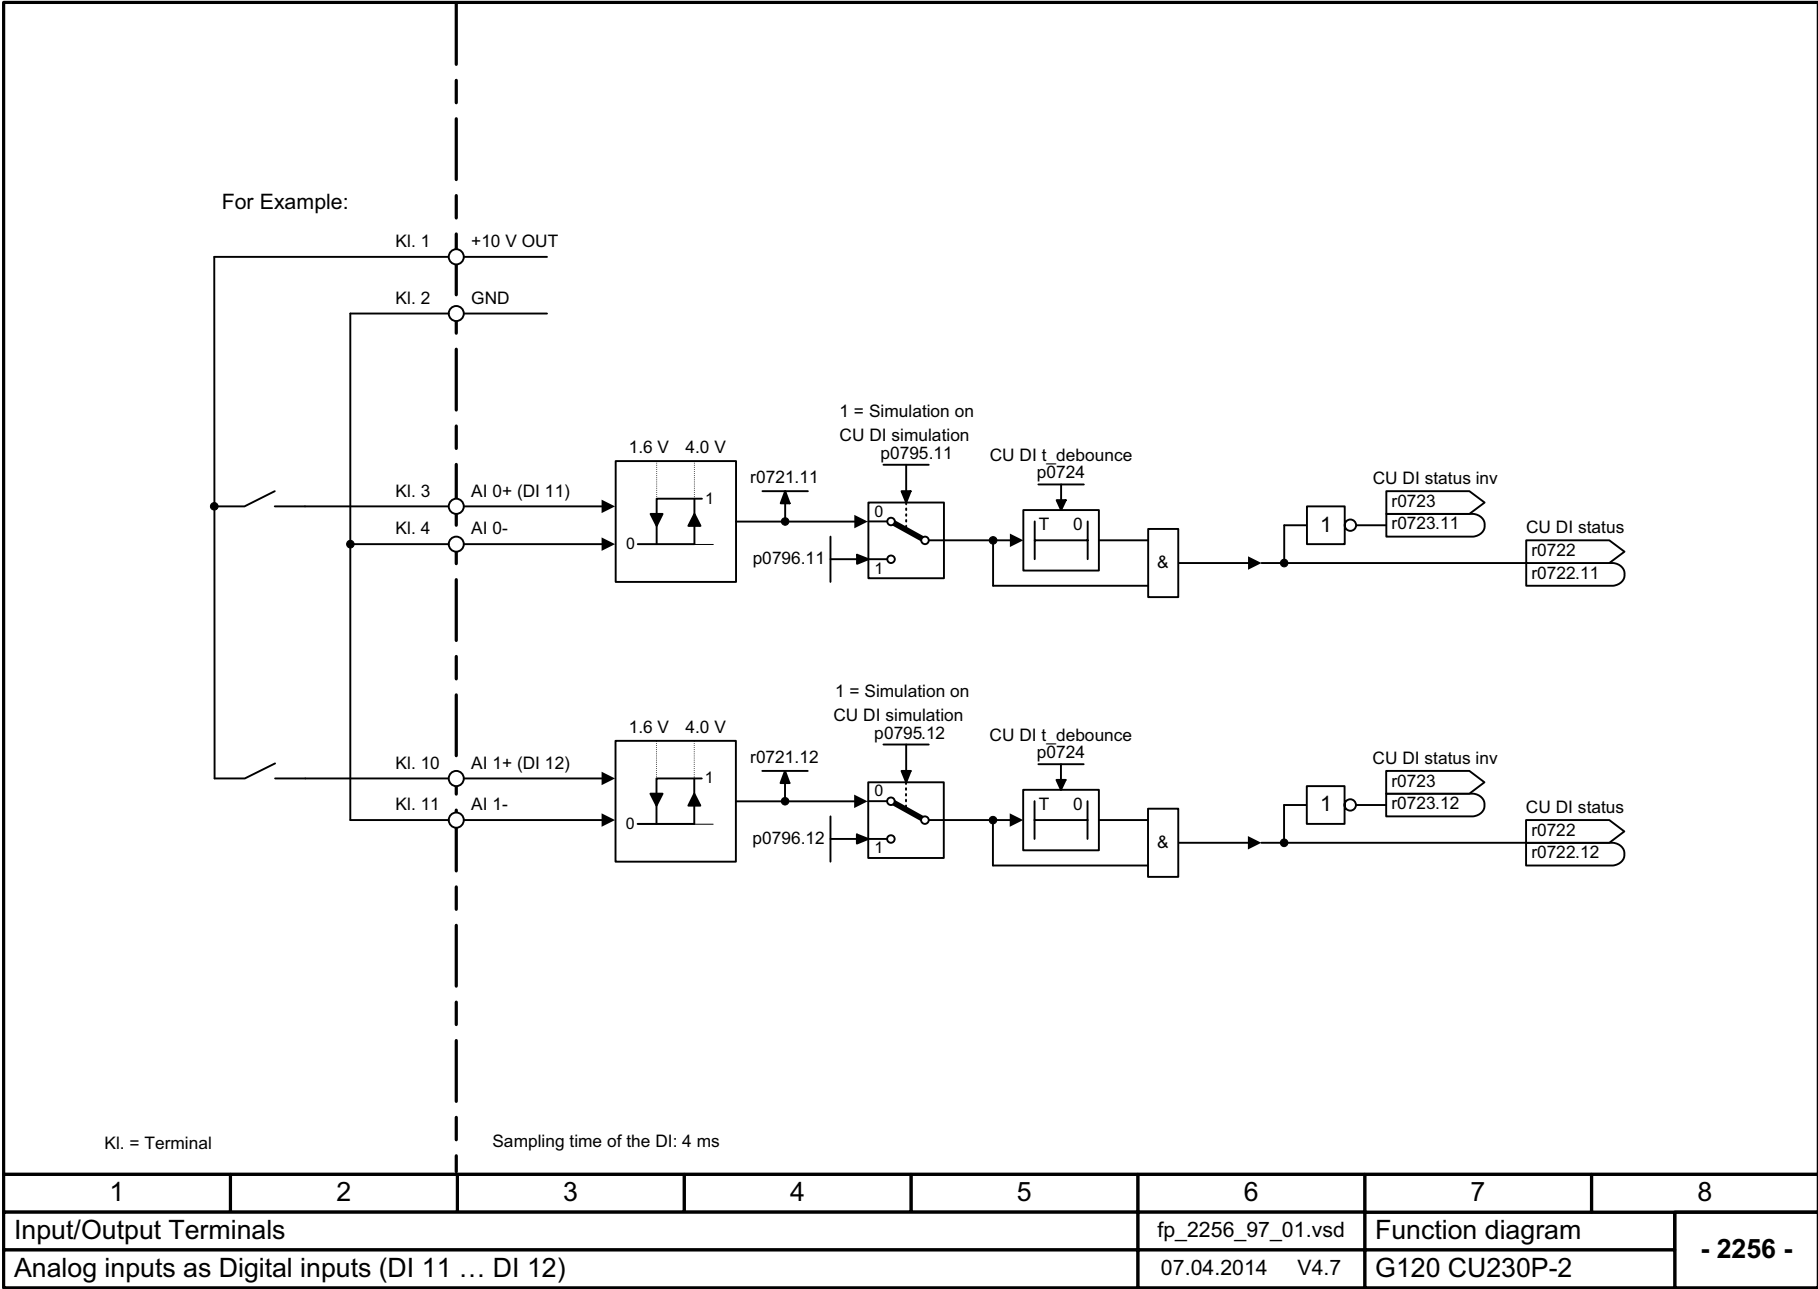 For Example:
Kl. 1 +10 V OUT
Kl. 2 GND
1 = Simulation on
CU DI simulation
p0795.11
1.6 V 4.0 V
CU DI t_debounce
p0724
r0721.11
CU DI status inv
r0723
r0723.11
Kl. 3 AI 0+ (DI 11)
1
0
T 0
1
CU DI status
r0722
r0722.11
Kl. 4 AI 0-
0
p0796.11
1
&
1 = Simulation on
CU DI simulation
p0795.12
1.6 V 4.0 V
CU DI t_debounce
p0724
r0721.12
CU DI status inv
r0723
r0723.12
Kl. 10 AI 1+ (DI 12)
1
0
T 0
1
CU DI status
r0722
r0722.12
Kl. 11 AI 1-
0
p0796.12
1
&
Kl. = Terminal
Sampling time of the DI: 4 ms
1 2 3 4 5 6 7 8
Input/Output Terminals
fp_2256_97_01.vsd
Function diagram
- 2256 -
Analog inputs as Digital inputs (DI 11 … DI 12)
07.04.2014 V4.7
G120 CU230P-2